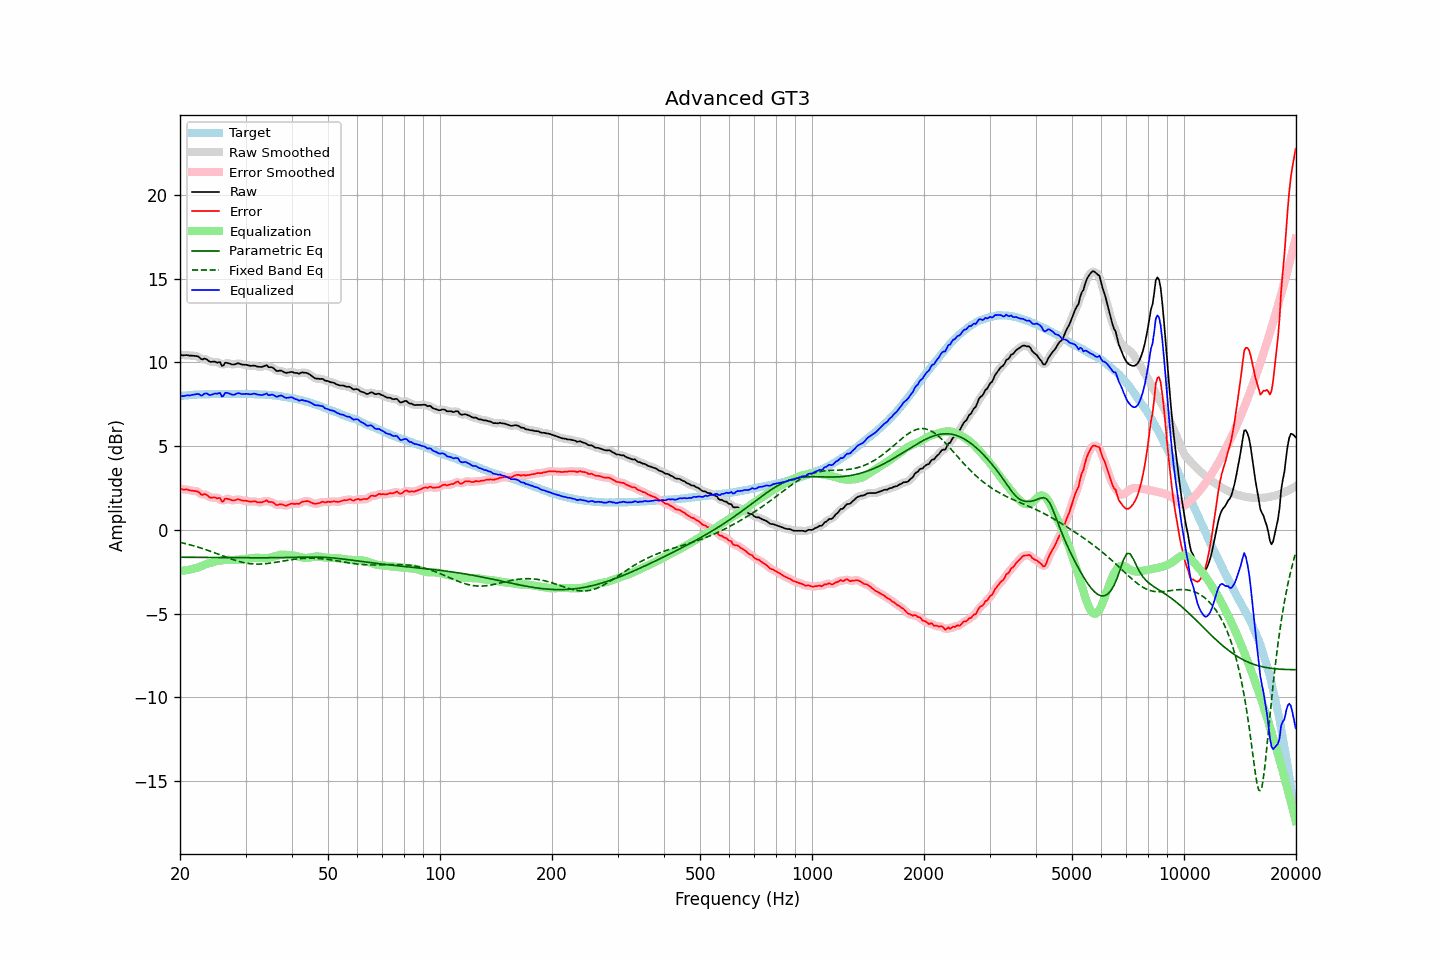 Advanced GT3
Target
Raw Smoothed
Error Smoothed
Raw
Error
Equalization
Parametric Eq
Fixed Band Eq
Equalized
Amplitude (dBr)
20
15
10
5
0
−5
−10
−15
20 50 100 200 500 1000 2000 5000 10000 20000
Frequency (Hz)